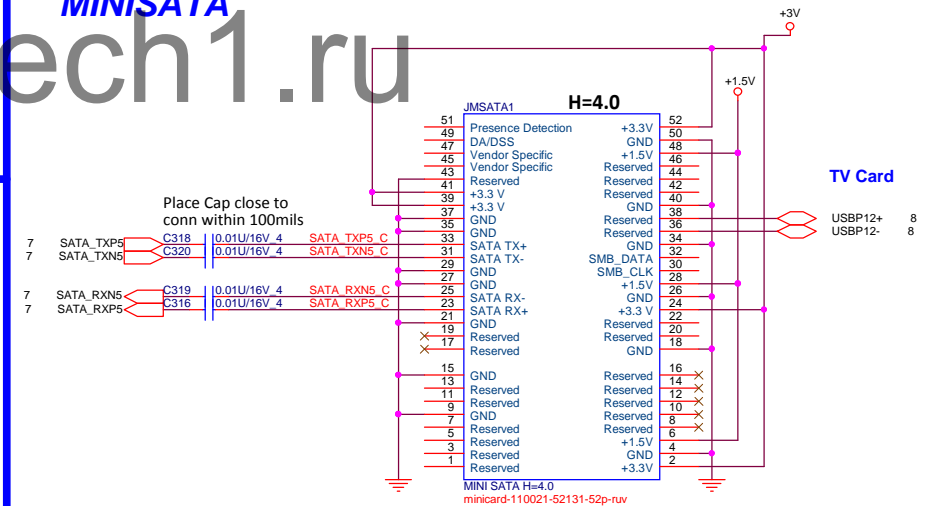 MINISATA
ech1.ru
+3V
+1.5V
JMSATA1
H=4.0
TV Card
Place Cap close to
conn within 100mils
7 SATA_TXP5 C318 0.01U/16V_4 SATA_TXP5_C
7 SATA_TXN5 C320 0.01U/16V_4 SATA_TXN5_C
7 SATA_RXN5 C319 0.01U/16V_4 SATA_RXN5_C
7 SATA_RXP5 C316 0.01U/16V_4 SATA_RXP5_C
51 Presence Detection
49 DA/DSS
47 Vendor Specific
45 Vendor Specific
43 Reserved
41 +3.3 V
39 +3.3 V
37 GND
35 GND
33 SATA TX+
31 SATA TX-
29 GND
27 GND
25 SATA RX-
23 SATA RX+
21 GND
19 Reserved
17 Reserved
15 GND
13 Reserved
11 Reserved
9 GND
7 Reserved
5 Reserved
3 Reserved
1 Reserved
+3.3V 52
GND 50
+1.5V 48
Reserved 46
Reserved 44
Reserved 42
GND 40
Reserved 38
Reserved 36
GND 34
SMB_DATA 32
SMB_CLK 30
+1.5V 28
GND 26
+3.3 V 24
Reserved 22
Reserved 20
GND 18
Reserved 16
Reserved 14
Reserved 12
Reserved 10
Reserved 8
+1.5V 6
GND 4
+3.3V 2
USBP12+ 8
USBP12- 8
MINI SATA H=4.0
minicard-110021-52131-52p-ruv